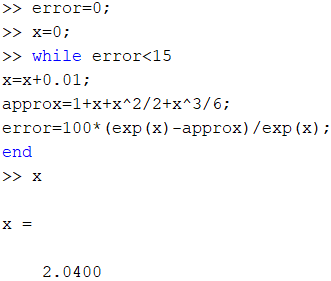 >> error=0;
>> x=0;
>> while error<15
x=x+0.01;
approx=1+x+x^2/2+x^3/6;
error=100*(exp(x)-approx)/exp(x);
end
>> x
x =
2.0400